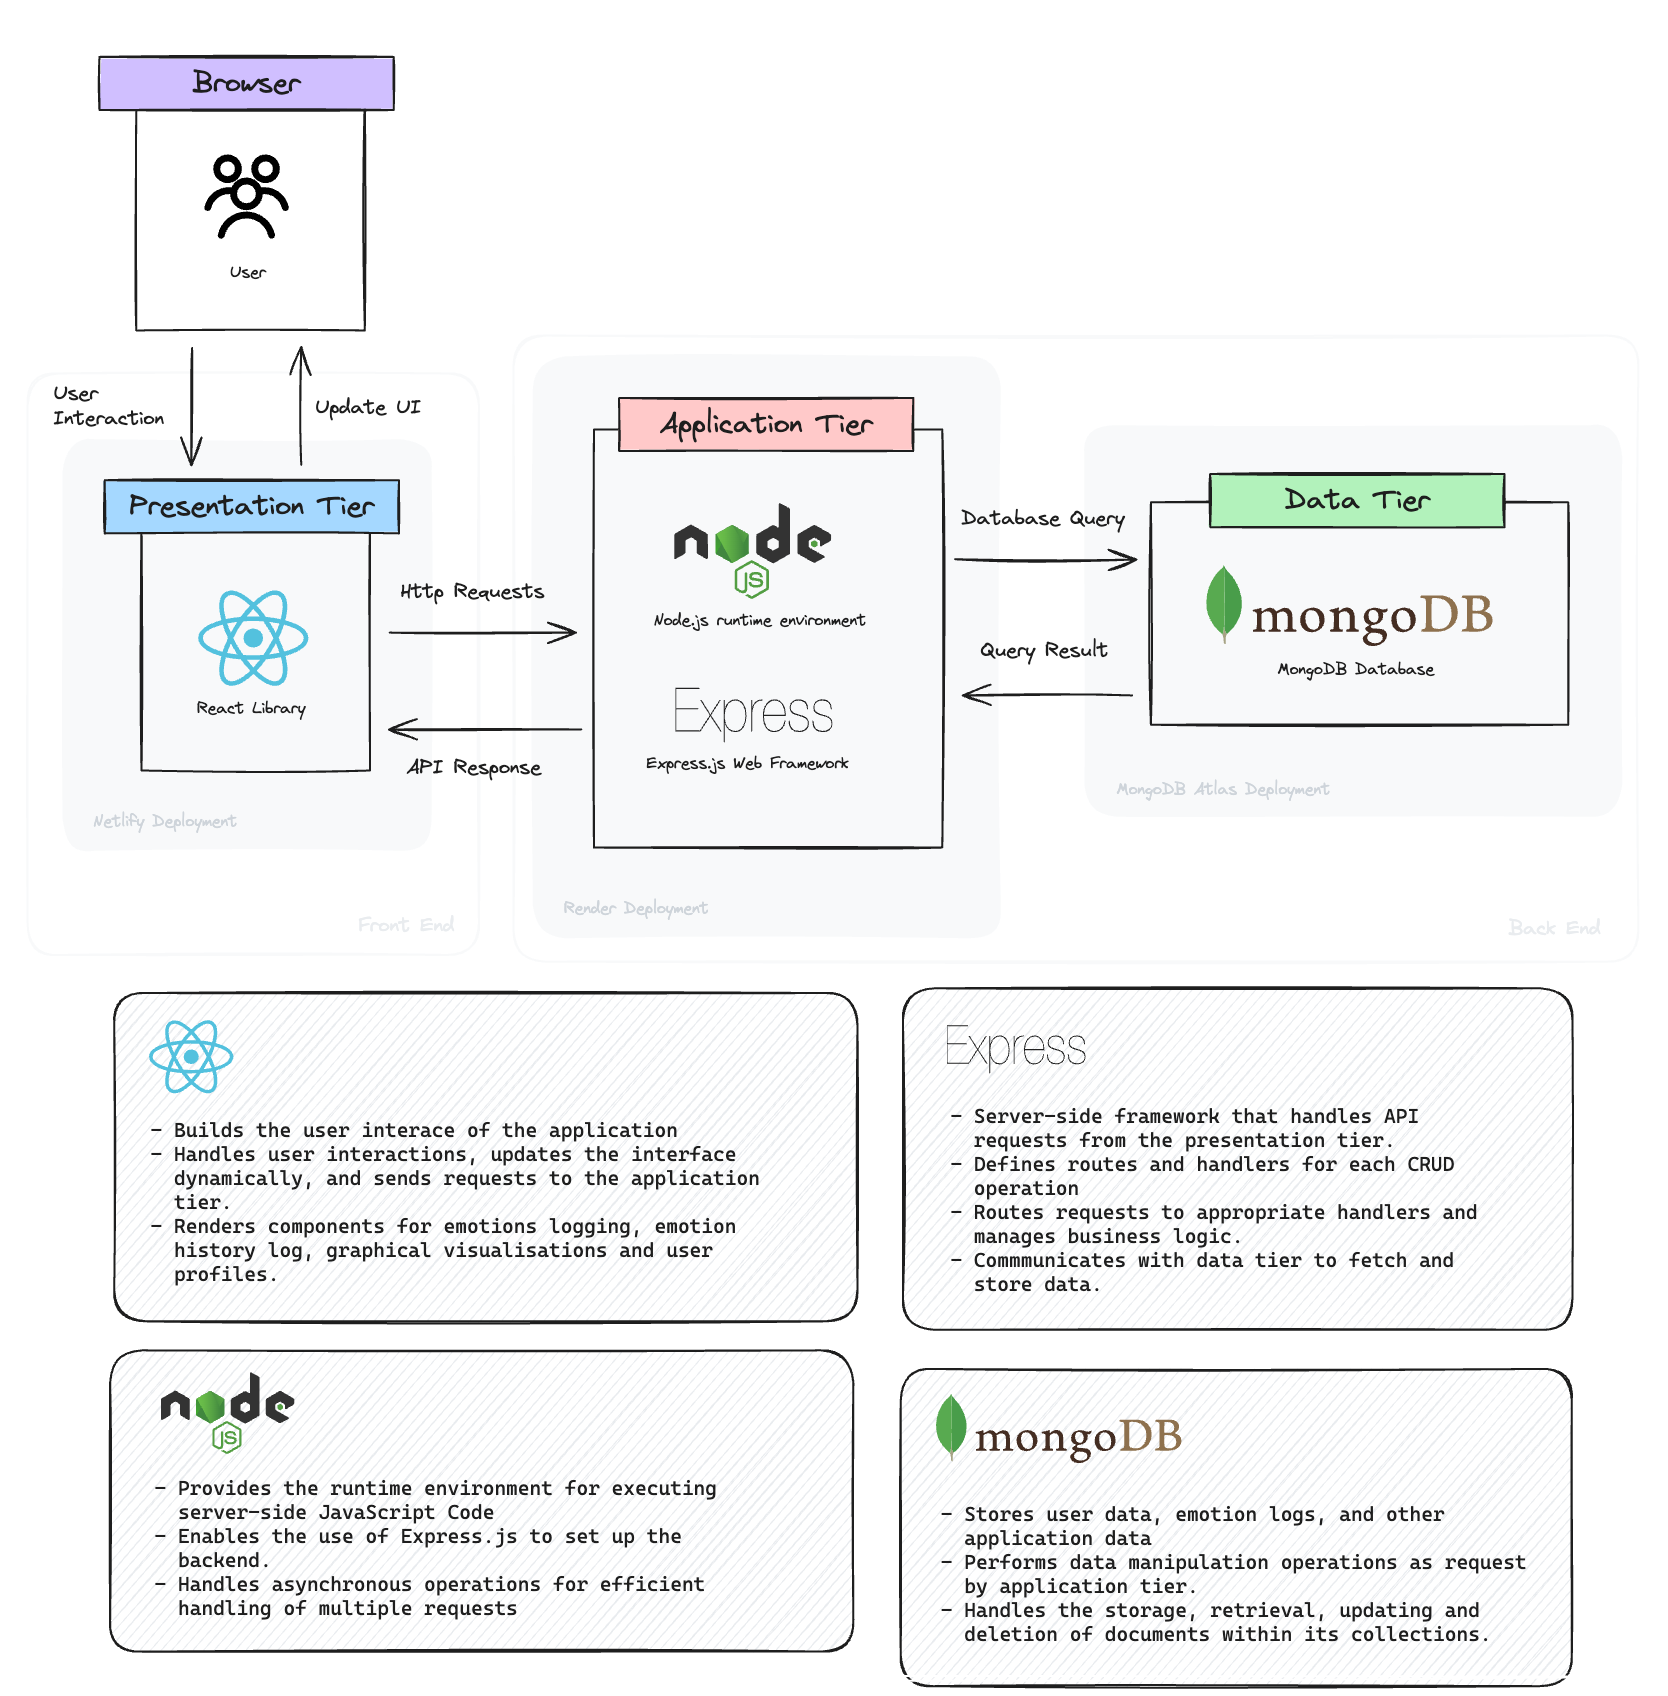 Browser
User
User
Interaction
Update UI
Presentation Tier
React Library
Netlify Deployment
Front End
Http Requests
API Response
Application Tier
node
JS
Node.js runtime environment
Express
Express.js Web Framework
Render Deployment
Database Query
Query Result
Data Tier
mongoDB
MongoDB Database
MongoDB Atlas Deployment
Back End
- Builds the user interace of the application
- Handles user interactions, updates the interface
dynamically, and sends requests to the application
tier.
- Renders components for emotions logging, emotion
history log, graphical visualisations and user
profiles.
Express
- Server-side framework that handles API
requests from the presentation tier.
- Defines routes and handlers for each CRUD
operation
- Routes requests to appropriate handlers and
manages business logic.
- Commmunicates with data tier to fetch and
store data.
node
JS
- Provides the runtime environment for executing
server-side JavaScript Code
- Enables the use of Express.js to set up the
backend.
- Handles asynchronous operations for efficient
handling of multiple requests
mongoDB
- Stores user data, emotion logs, and other
application data
- Performs data manipulation operations as request
by application tier.
- Handles the storage, retrieval, updating and
deletion of documents within its collections.